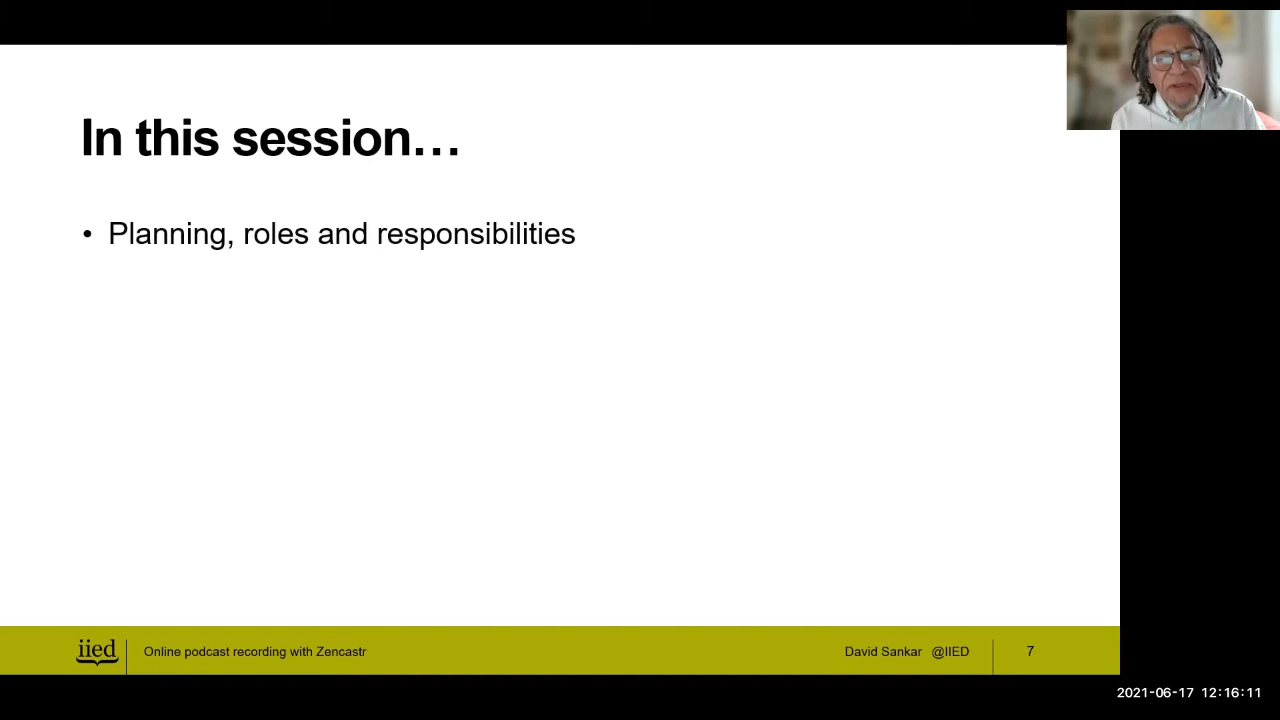 In this session…
• Planning, roles and responsibilities
iied
Online podcast recording with Zencastr
David Sankar @IIED
7
2021-06-17 12:16:11